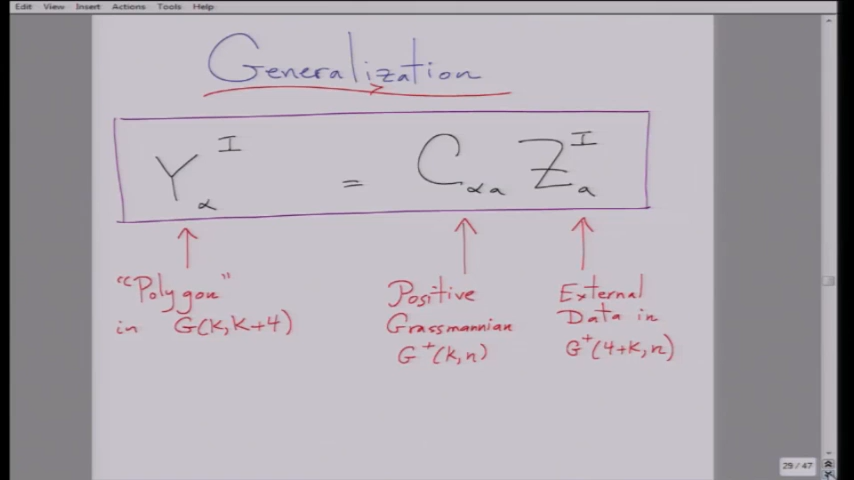 Edit View Insert Actions Tools Help
Generalization
Y_α^I = C_αa Z_a^I
"Polygon"
in G(k,k+4)
Positive
Grassmannian
G⁺(k,n)
External
Data in
G⁺(4+k,n)
29 / 47